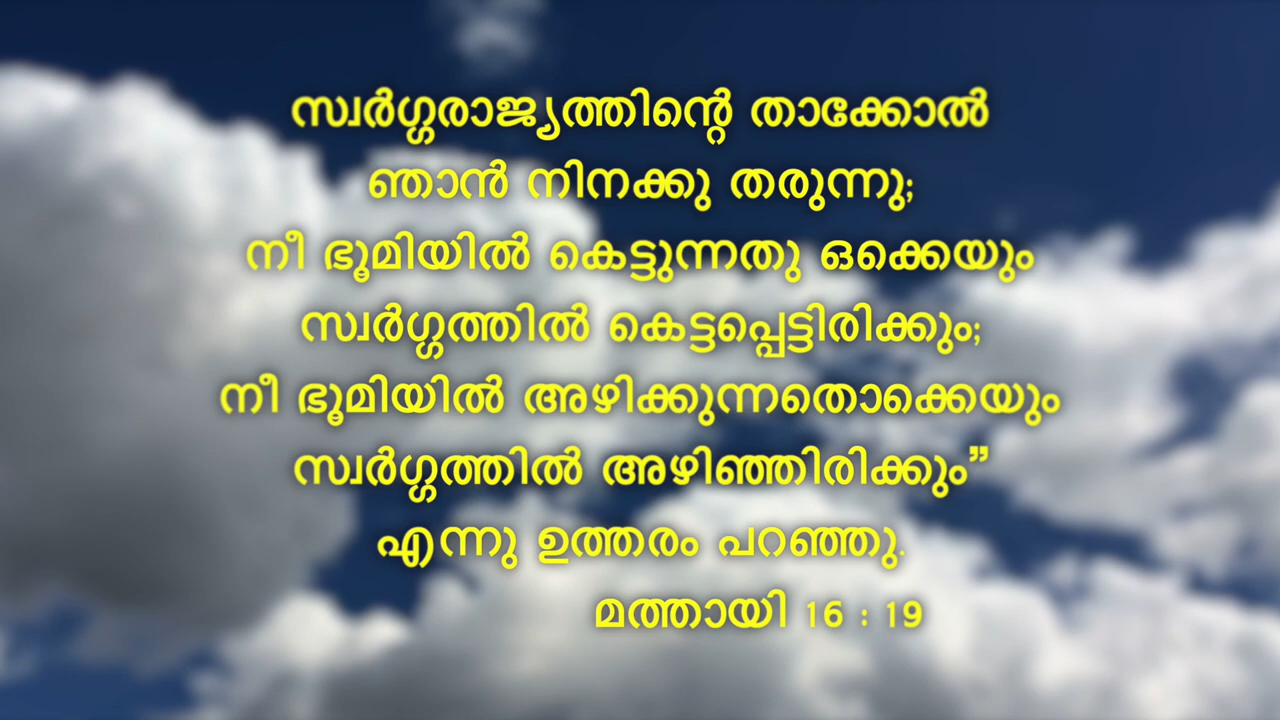 സ്വർഗ്ഗരാജ്യത്തിന്റെ താക്കോൽ
ഞാൻ നിനക്കു തരുന്നു;
നീ ഭൂമിയിൽ കെട്ടുന്നതു ഒക്കെയും
സ്വർഗ്ഗത്തിൽ കെട്ടപ്പെട്ടിരിക്കും;
നീ ഭൂമിയിൽ അഴിക്കുന്നതൊക്കെയും
സ്വർഗ്ഗത്തിൽ അഴിഞ്ഞിരിക്കും”
എന്നു ഉത്തരം പറഞ്ഞു.
മത്തായി 16 : 19